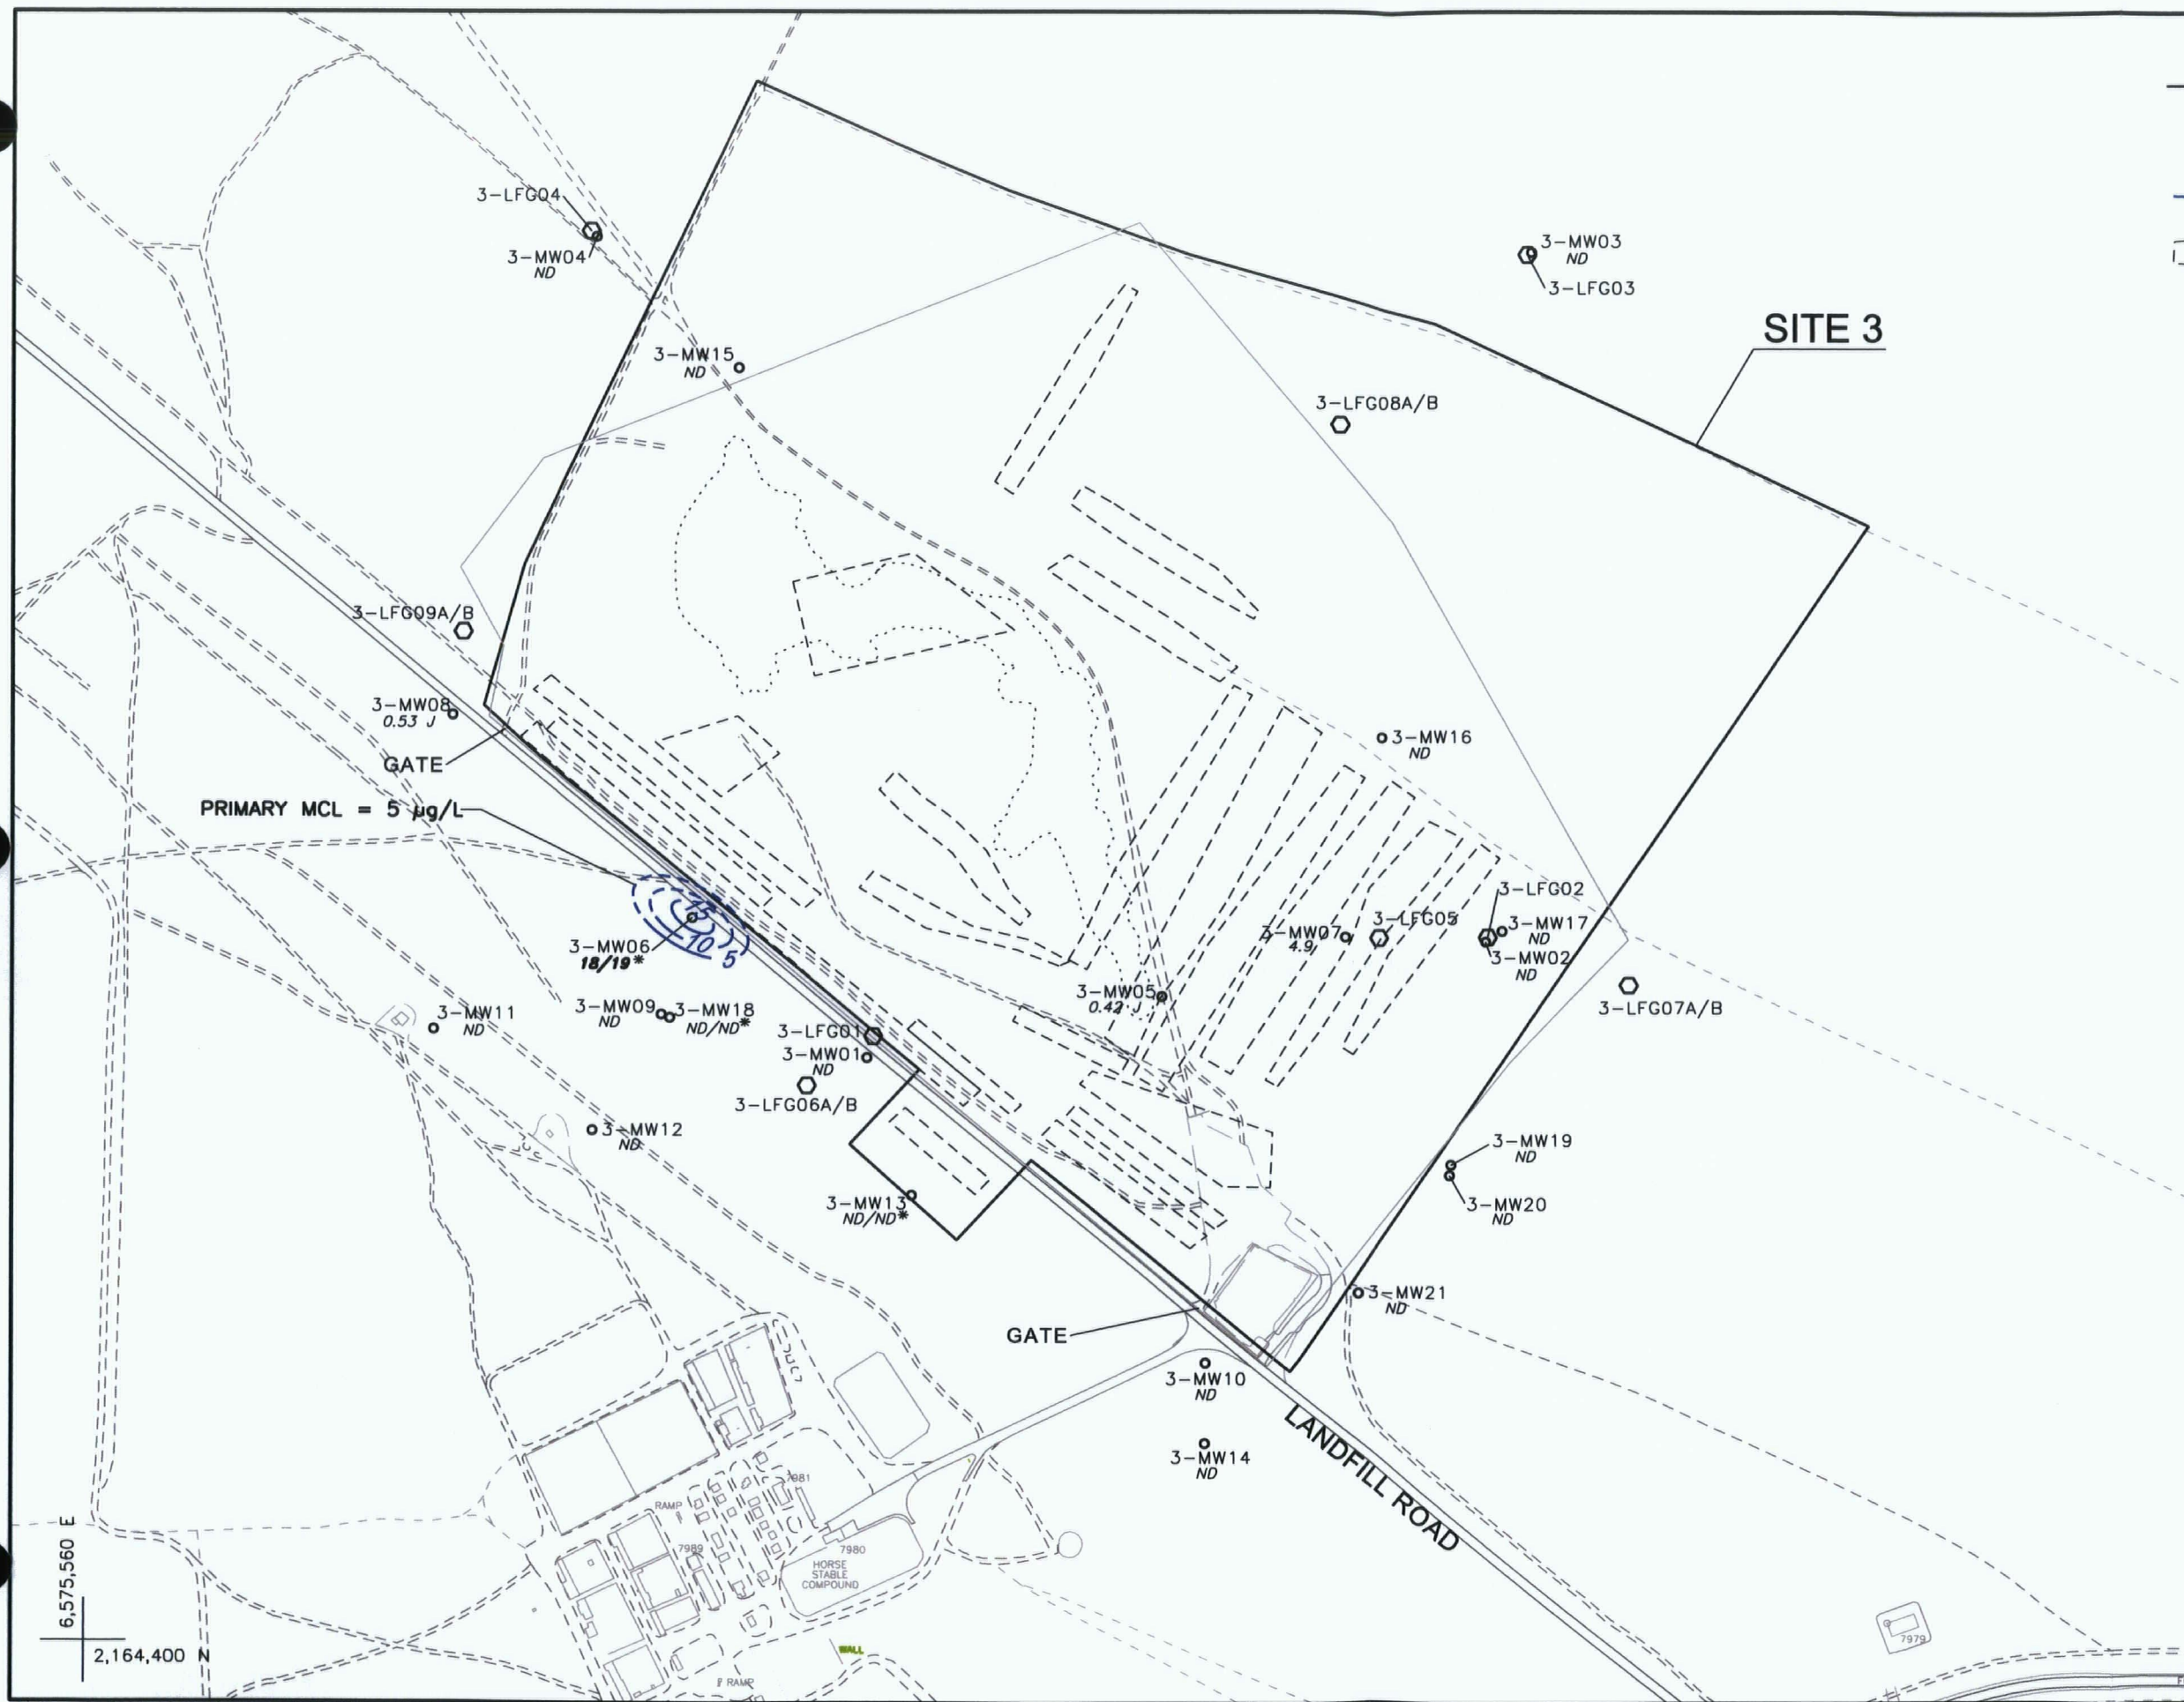 3-LFG04
3-MW04
ND
3-MW03
ND
3-LFG03
SITE 3
3-MW15
ND
3-LFG08A/B
3-LFG09A/B
3-MW08
0.53 J
GATE
3-MW16
ND
PRIMARY MCL = 5 µg/L
15
10
5
3-MW06
18/19*
3-LFG02
3-LFG05
3-MW17
ND
3-MW07
4.9
3-MW02
ND
3-LFG07A/B
3-MW05
0.42 J
3-MW11
ND
3-MW09
ND
3-MW18
ND/ND*
3-LFG01
3-MW01
ND
3-LFG06A/B
3-MW12
ND
3-MW19
ND
3-MW20
ND
3-MW13
ND/ND*
3-MW21
ND
GATE
3-MW10
ND
3-MW14
ND
LANDFILL ROAD
7981
RAMP
7989
7980
HORSE
STABLE
COMPOUND
6,575,560 E
2,164,400 N
WALL
RAMP
7979